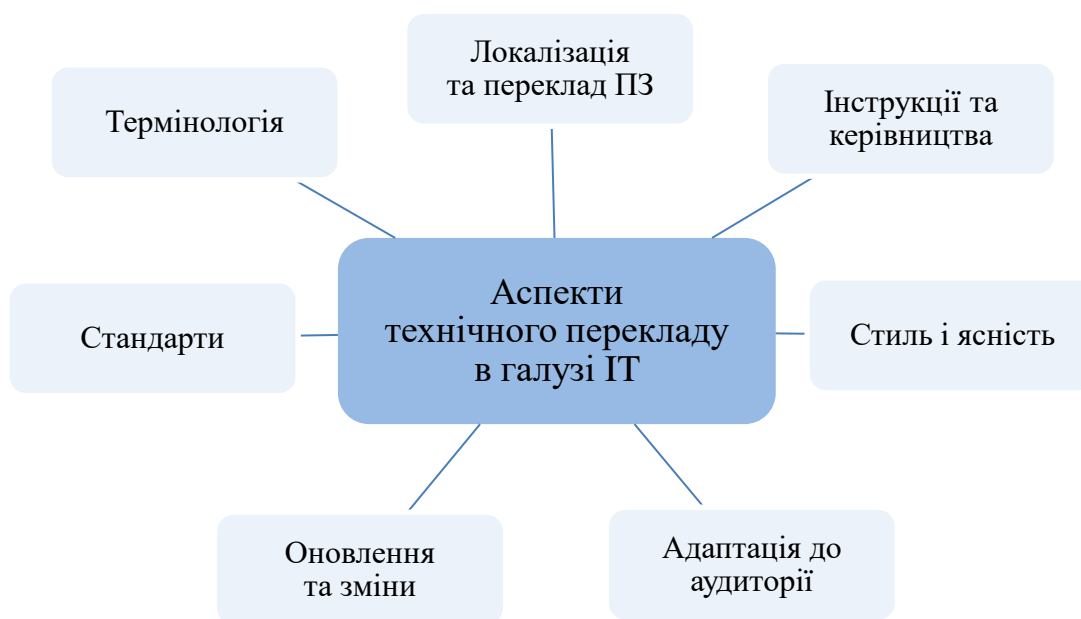 Локалізація
та переклад ПЗ
Термінологія
Інструкції та
керівництва
Аспекти
технічного перекладу
в галузі ІТ
Стандарти
Стиль і ясність
Оновлення
та зміни
Адаптація до
аудиторії